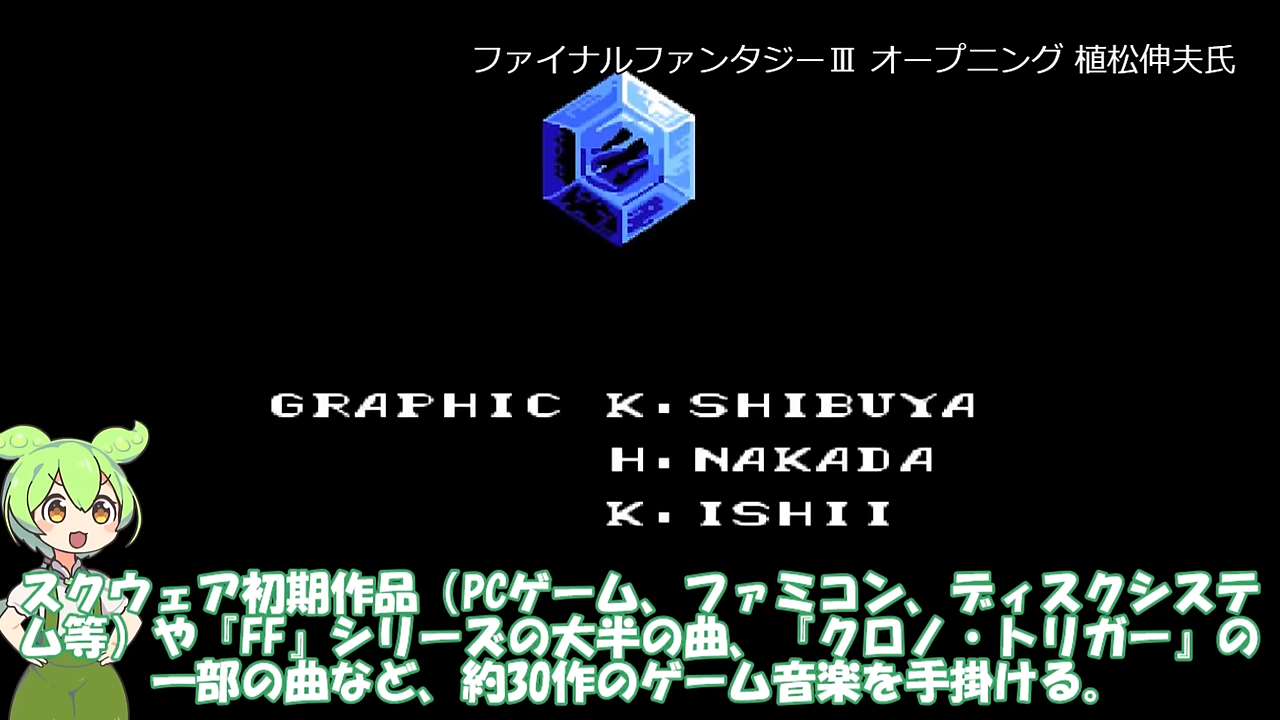 ファイナルファンタジーⅢ オープニング 植松伸夫氏
GRAPHIC K.SHIBUYA
H.NAKADA
K.ISHII
スクウェア初期作品（PCゲーム、ファミコン、ディスクシステ
ム等）や『FF』シリーズの大半の曲、『クロノ・トリガー』の
一部の曲など、約30作のゲーム音楽を手掛ける。